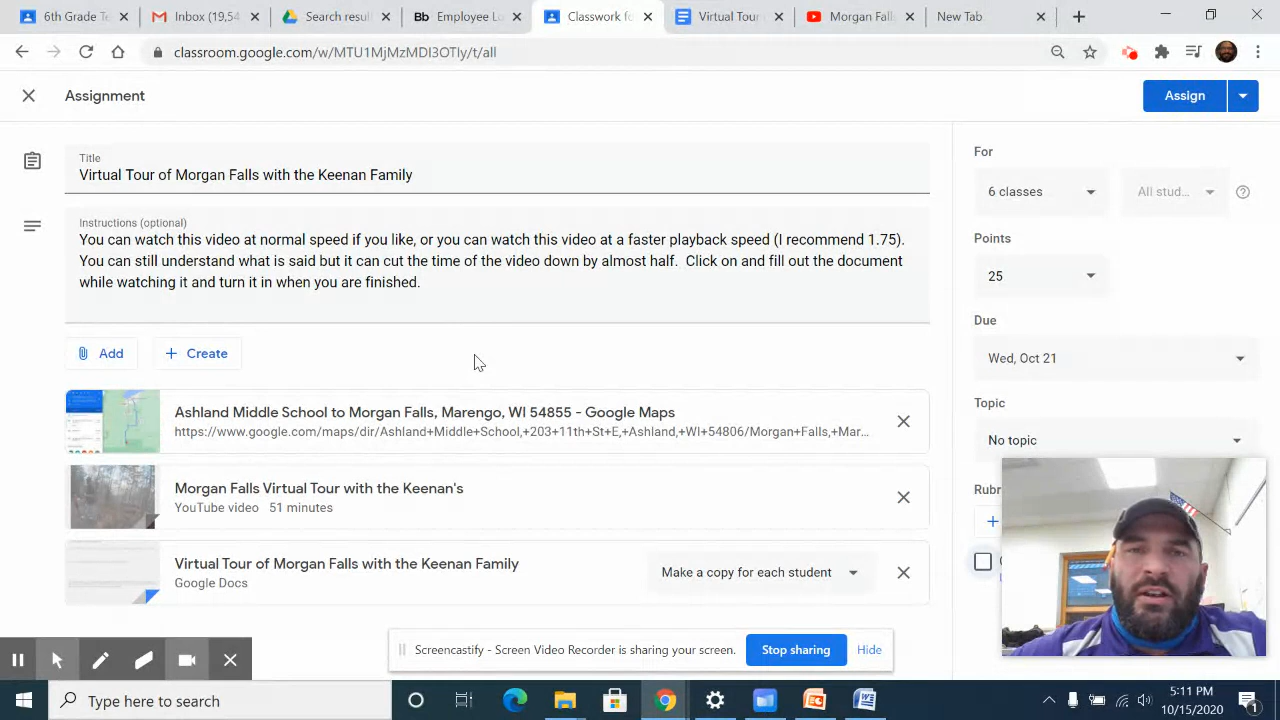 6th Grade T
Inbox (19,54
Search resul
Bb Employee Lo
Classwork fo
Virtual Tour
Morgan Falls
New Tab
classroom.google.com/w/MTU1MjMzMDI3OTIy/t/all
Assignment
Assign
Title
Virtual Tour of Morgan Falls with the Keenan Family
Instructions (optional)
You can watch this video at normal speed if you like, or you can watch this video at a faster playback speed (I recommend 1.75).
You can still understand what is said but it can cut the time of the video down by almost half. Click on and fill out the document
while watching it and turn it in when you are finished.
Add
Create
Ashland Middle School to Morgan Falls, Marengo, WI 54855 - Google Maps
https://www.google.com/maps/dir/Ashland+Middle+School,+203+11th+St+E,+Ashland,+WI+54806/Morgan+Falls,+Mar...
Morgan Falls Virtual Tour with the Keenan's
YouTube video 51 minutes
Virtual Tour of Morgan Falls with the Keenan Family
Google Docs
Make a copy for each student
For
6 classes
All stud...
Points
25
Due
Wed, Oct 21
Topic
No topic
Rubr
Screencastify - Screen Video Recorder is sharing your screen.
Stop sharing
Hide
Type here to search
5:11 PM
10/15/2020
1